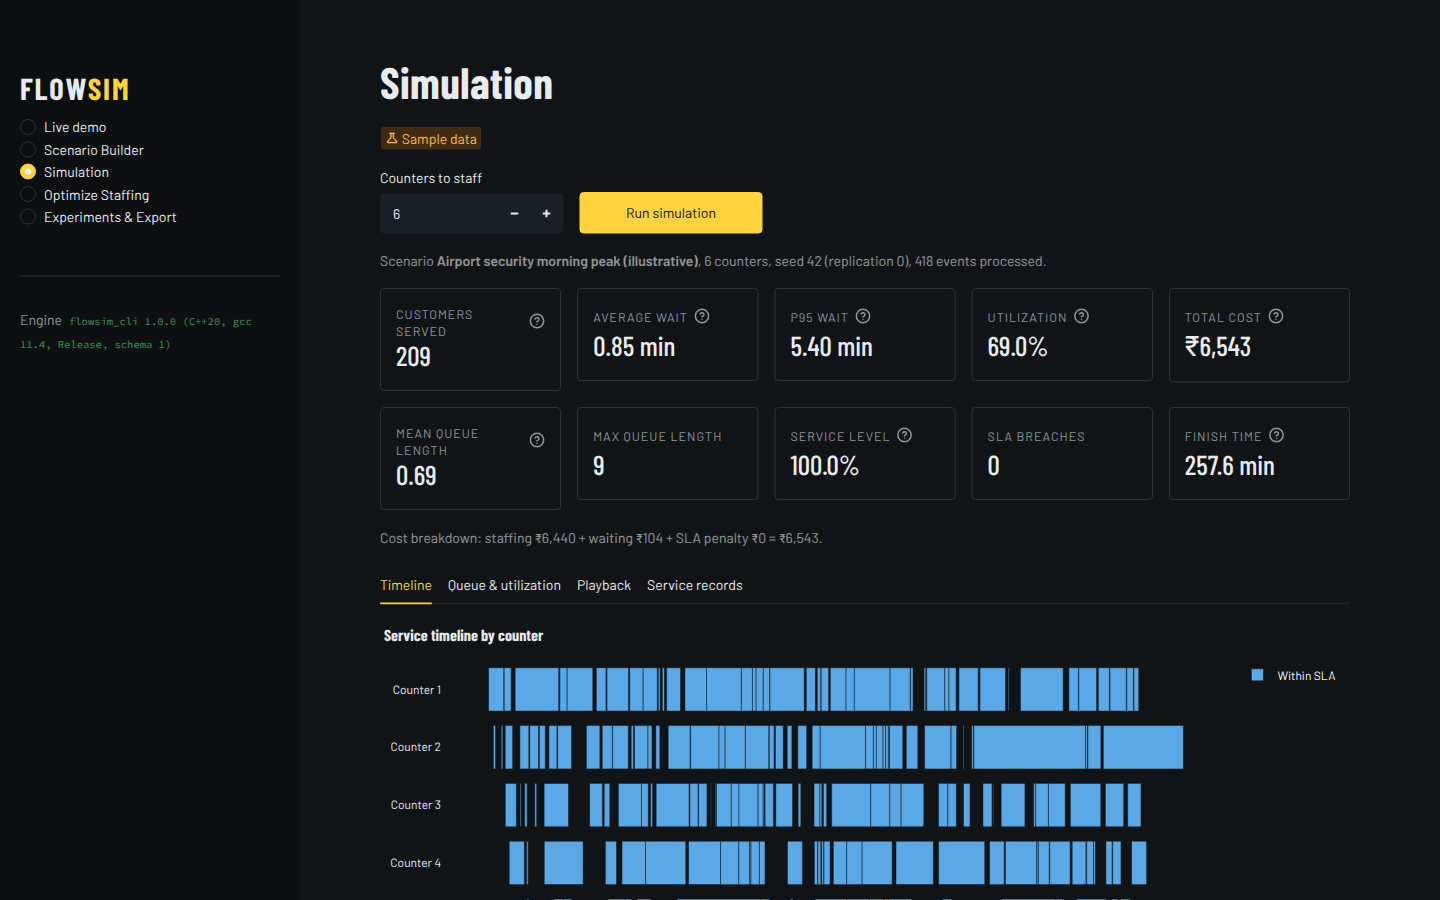 FLOWSIM
Live demo
Scenario Builder
Simulation
Optimize Staffing
Experiments & Export
Engine flowsim_cli 1.0.0 (C++20, gcc
11.4, Release, schema 1)
Simulation
Sample data
Counters to staff
6
Run simulation
Scenario Airport security morning peak (illustrative), 6 counters, seed 42 (replication 0), 418 events processed.
CUSTOMERS
SERVED
209
AVERAGE WAIT
0.85 min
P95 WAIT
5.40 min
UTILIZATION
69.0%
TOTAL COST
₹6,543
MEAN QUEUE
LENGTH
0.69
MAX QUEUE LENGTH
9
SERVICE LEVEL
100.0%
SLA BREACHES
0
FINISH TIME
257.6 min
Cost breakdown: staffing ₹6,440 + waiting ₹104 + SLA penalty ₹0 = ₹6,543.
Timeline Queue & utilization Playback Service records
Service timeline by counter
Counter 1
Within SLA
Counter 2
Counter 3
Counter 4